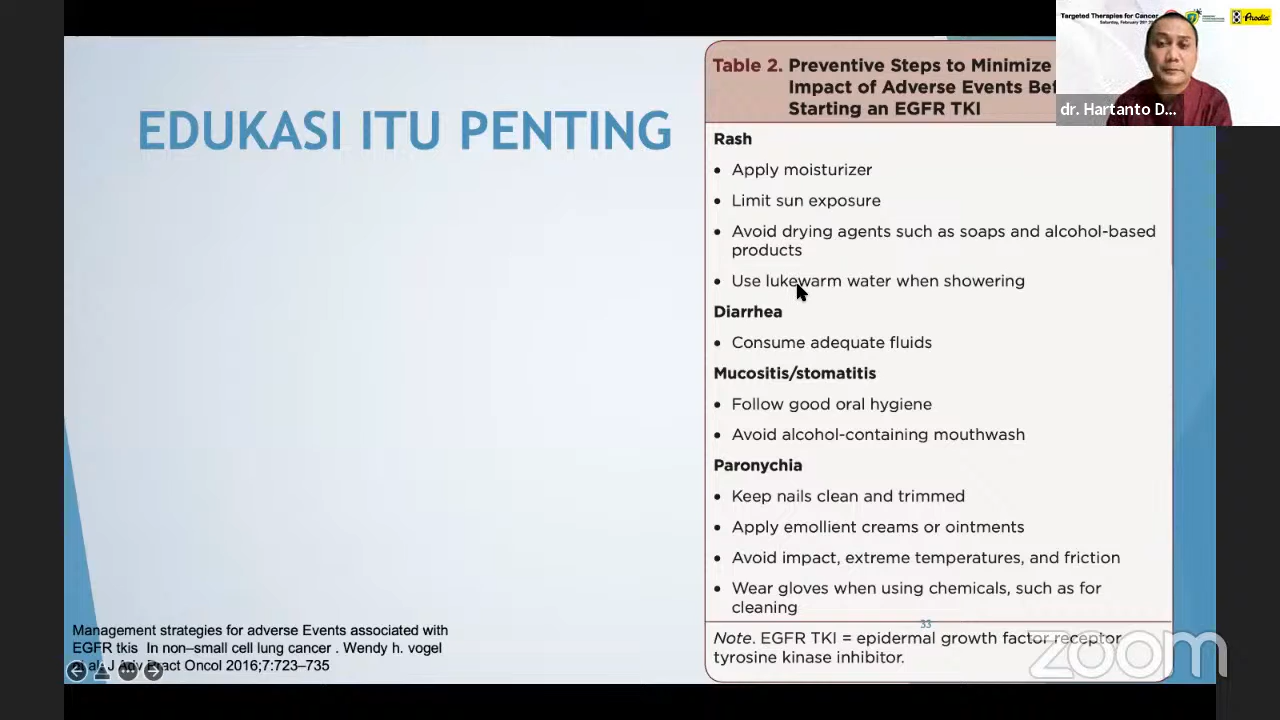 Targeted Therapies for Cancer
Prodia
dr. Hartanto D...
EDUKASI ITU PENTING
Table 2. Preventive Steps to Minimize
Impact of Adverse Events Bef
Starting an EGFR TKI
Rash
• Apply moisturizer
• Limit sun exposure
• Avoid drying agents such as soaps and alcohol-based
products
• Use lukewarm water when showering
Diarrhea
• Consume adequate fluids
Mucositis/stomatitis
• Follow good oral hygiene
• Avoid alcohol-containing mouthwash
Paronychia
• Keep nails clean and trimmed
• Apply emollient creams or ointments
• Avoid impact, extreme temperatures, and friction
• Wear gloves when using chemicals, such as for
cleaning
33
Note. EGFR TKI = epidermal growth factor receptor
tyrosine kinase inhibitor.
Management strategies for adverse Events associated with
EGFR tkis In non–small cell lung cancer . Wendy h. vogel
et al. J Adv Pract Oncol 2016;7:723–735
zoom